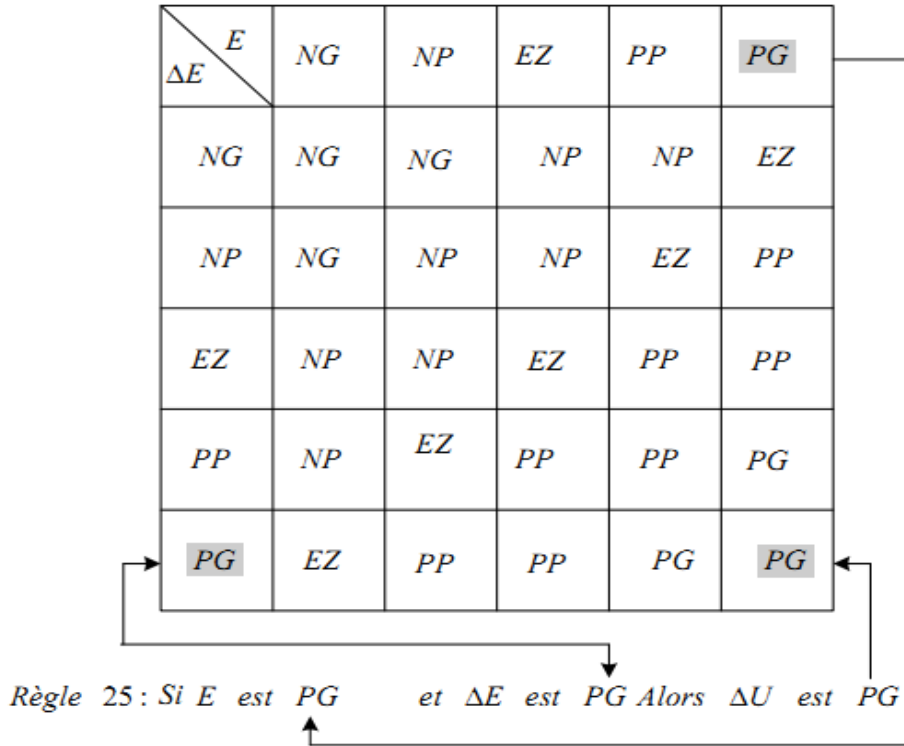 E
ΔE NG NP EZ PP PG
NG NG NG NP NP EZ
NP NG NP NP EZ PP
EZ NP NP EZ PP PP
PP NP EZ PP PP PG
PG EZ PP PP PG PG
Règle 25 : Si E est PG et ΔE est PG Alors ΔU est PG